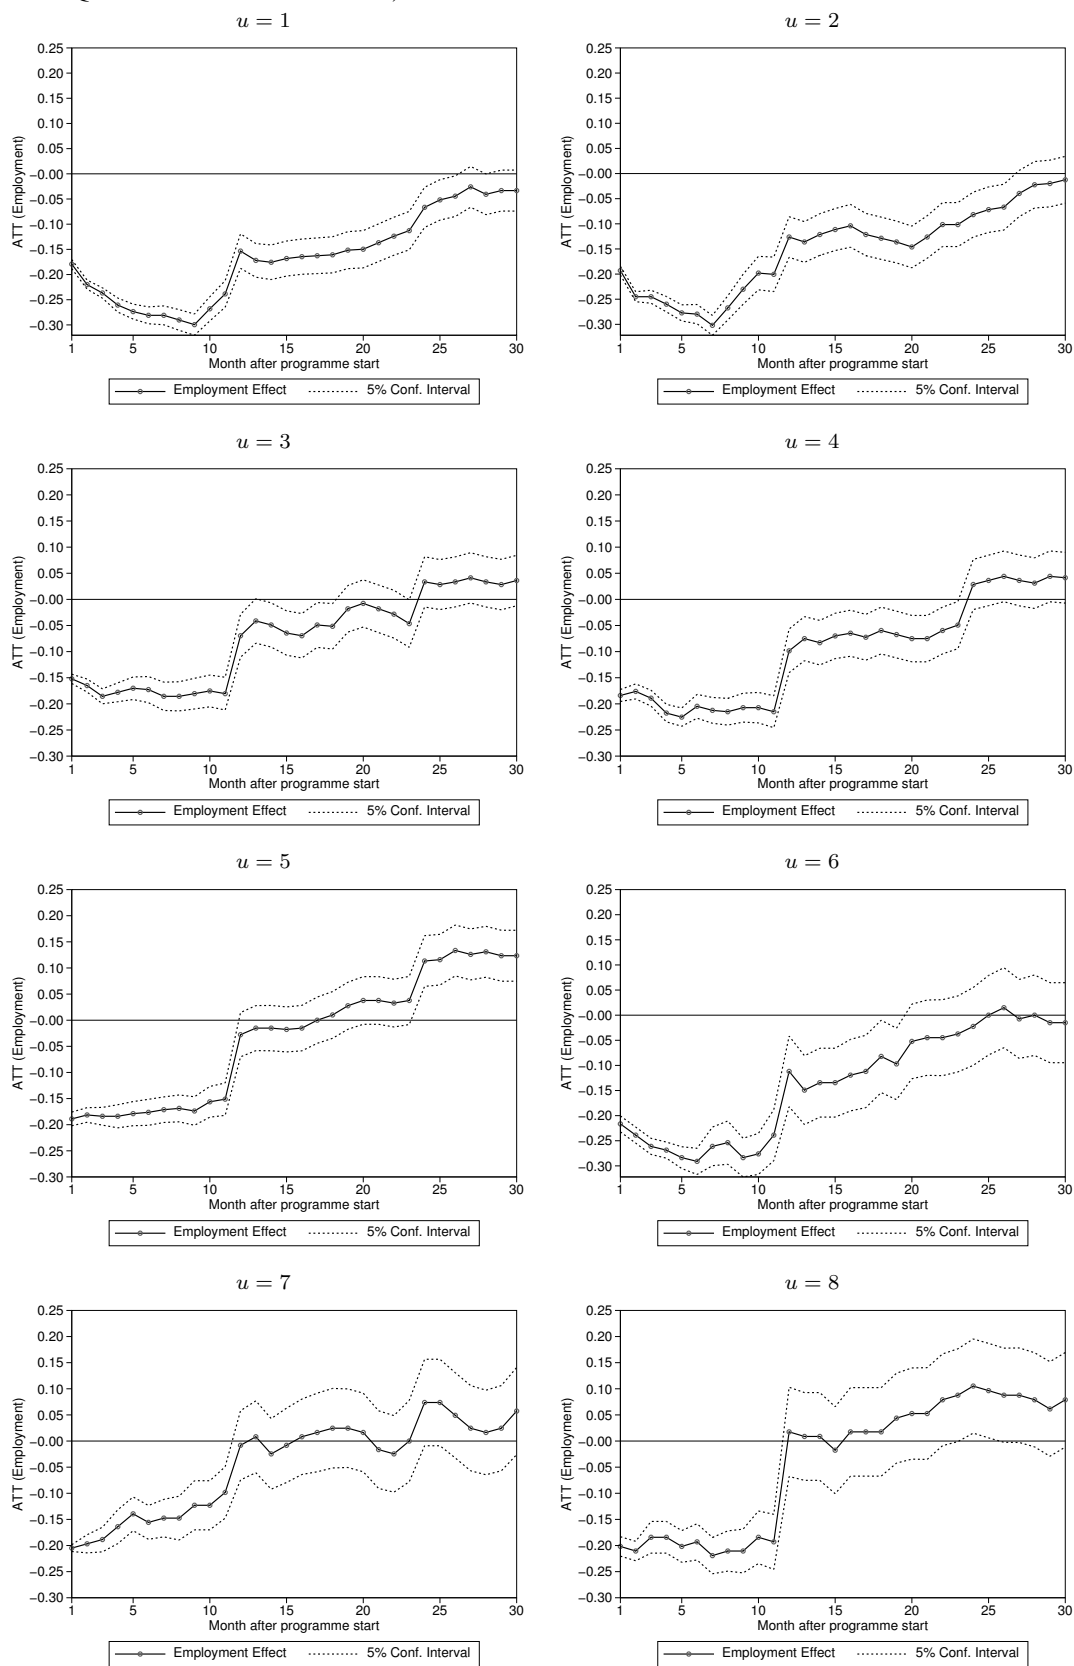 u = 1
0.25
0.20
0.15
0.10
0.05
−0.00
−0.05
−0.10
−0.15
−0.20
−0.25
−0.30
ATT (Employment)
1 5 10 15 20 25 30
Month after programme start
Employment Effect 5% Conf. Interval
u = 2
0.25
0.20
0.15
0.10
0.05
−0.00
−0.05
−0.10
−0.15
−0.20
−0.25
−0.30
ATT (Employment)
1 5 10 15 20 25 30
Month after programme start
Employment Effect 5% Conf. Interval
u = 3
0.25
0.20
0.15
0.10
0.05
−0.00
−0.05
−0.10
−0.15
−0.20
−0.25
−0.30
ATT (Employment)
1 5 10 15 20 25 30
Month after programme start
Employment Effect 5% Conf. Interval
u = 4
0.25
0.20
0.15
0.10
0.05
−0.00
−0.05
−0.10
−0.15
−0.20
−0.25
−0.30
ATT (Employment)
1 5 10 15 20 25 30
Month after programme start
Employment Effect 5% Conf. Interval
u = 5
0.25
0.20
0.15
0.10
0.05
−0.00
−0.05
−0.10
−0.15
−0.20
−0.25
−0.30
ATT (Employment)
1 5 10 15 20 25 30
Month after programme start
Employment Effect 5% Conf. Interval
u = 6
0.25
0.20
0.15
0.10
0.05
−0.00
−0.05
−0.10
−0.15
−0.20
−0.25
−0.30
ATT (Employment)
1 5 10 15 20 25 30
Month after programme start
Employment Effect 5% Conf. Interval
u = 7
0.25
0.20
0.15
0.10
0.05
−0.00
−0.05
−0.10
−0.15
−0.20
−0.25
−0.30
ATT (Employment)
1 5 10 15 20 25 30
Month after programme start
Employment Effect 5% Conf. Interval
u = 8
0.25
0.20
0.15
0.10
0.05
−0.00
−0.05
−0.10
−0.15
−0.20
−0.25
−0.30
ATT (Employment)
1 5 10 15 20 25 30
Month after programme start
Employment Effect 5% Conf. Interval